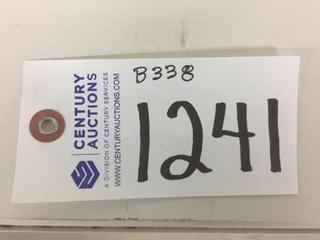 CENTURY
AUCTIONS
A DIVISION OF CENTURY SERVICES
WWW.CENTURYAUCTIONS.COM
B338
1241